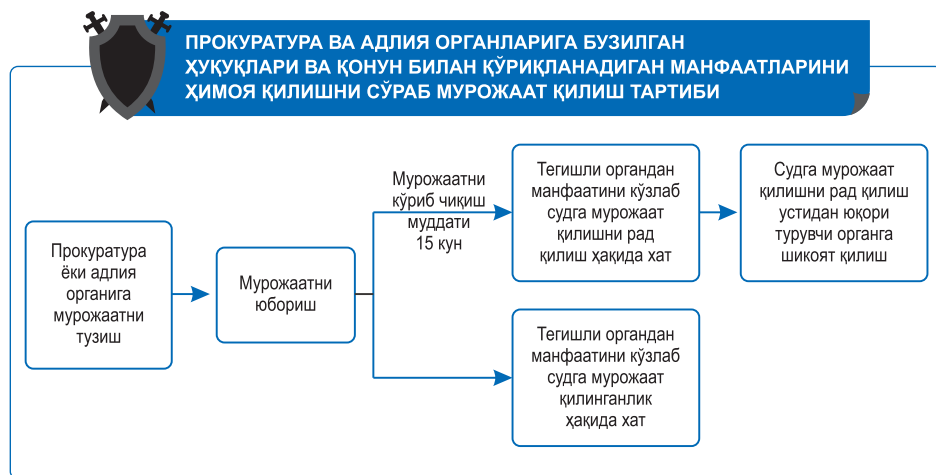 ПРОКУРАТУРА ВА АДЛИЯ ОРГАНЛАРИГА БУЗИЛГАН
ҲУҚУҚЛАРИ ВА ҚОНУН БИЛАН ҚЎРИҚЛАНАДИГАН МАНФААТЛАРИНИ
ҲИМОЯ ҚИЛИШНИ СЎРАБ МУРОЖААТ ҚИЛИШ ТАРТИБИ
Прокуратура
ёки адлия
органига
мурожаатни
тузиш
Мурожаатни
юбориш
Мурожаатни
кўриб чиқиш
муддати
15 кун
Тегишли органдан
манфаатини кўзлаб
судга мурожаат
қилишни рад
қилиш ҳақида хат
Судга мурожаат
қилишни рад қилиш
устидан юқори
турувчи органга
шикоят қилиш
Тегишли органдан
манфаатини кўзлаб
судга мурожаат
қилинганлик
ҳақида хат